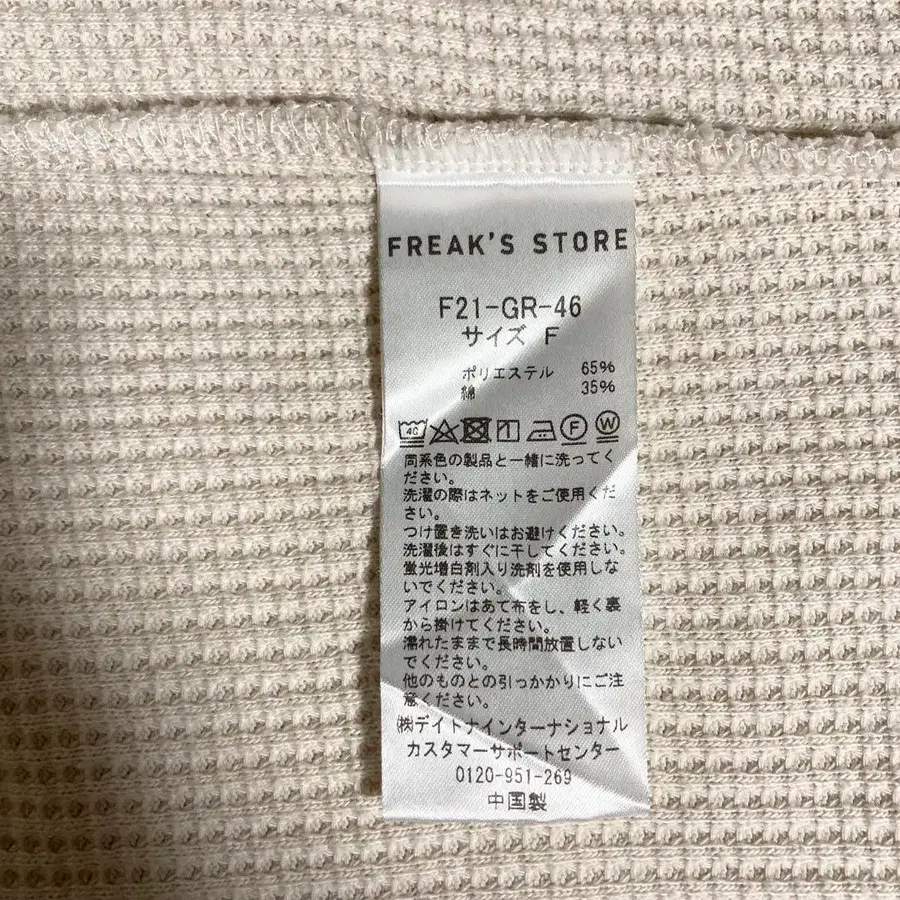 FREAK'S STORE
F21-GR-46
サイズ F
ポリエステル 65%
綿 35%
40 F W
同系色の製品と一緒に洗ってく
ださい。
洗濯の際はネットをご使用くだ
さい。
つけ置き洗いはお避けください。
洗濯後はすぐに干してください。
蛍光増白剤入り洗剤を使用しな
いでください。
アイロンはあて布をし、軽く裏
から掛けてください。
濡れたままで長時間放置しない
でください。
他のものとの引っかかりにご注
意ください。
㈱デイトナインターナショナル
カスタマーサポートセンター
0120-951-269
中国製